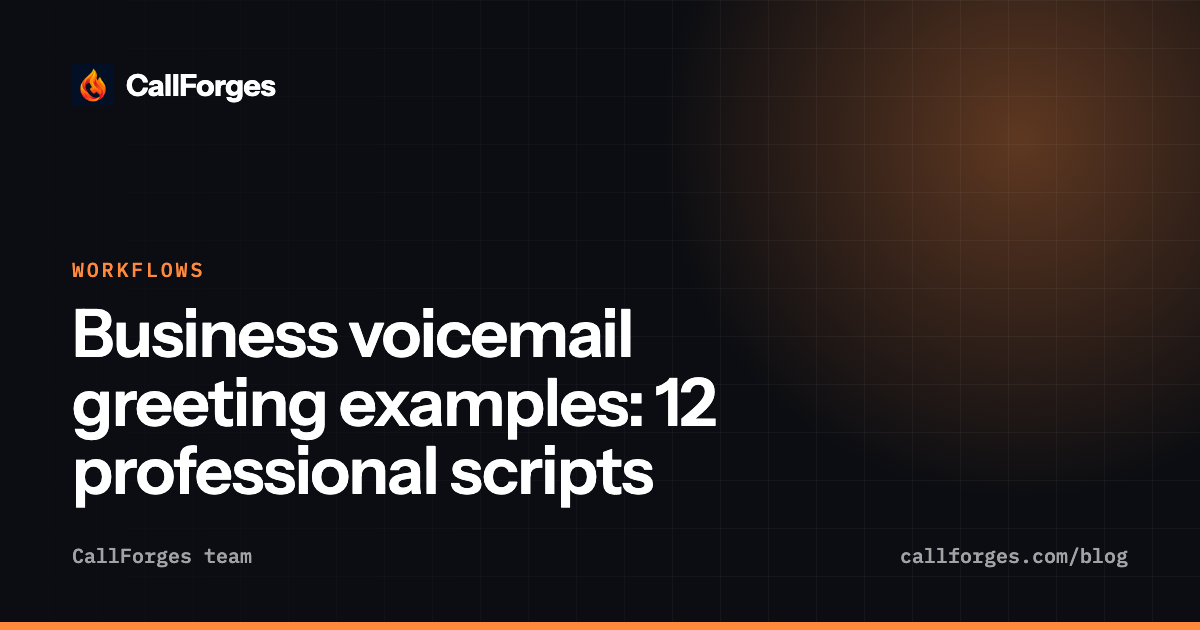 CallForges
WORKFLOWS
Business voicemail
greeting examples: 12
professional scripts
CallForges team
callforges.com/blog